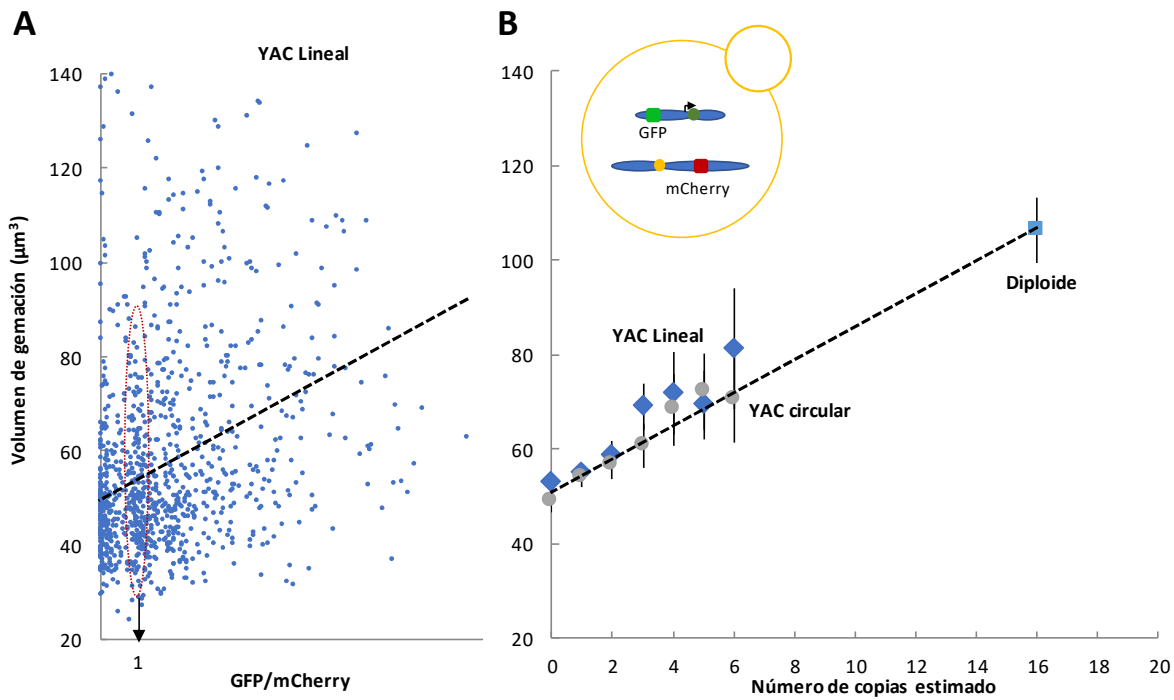 A
YAC Lineal
Volumen de gemación (µm³)
140
120
100
80
60
40
20
1
GFP/mCherry
B
140
120
100
80
60
40
20
GFP
mCherry
YAC Lineal
YAC circular
Diploide
0 2 4 6 8 10 12 14 16 18 20
Número de copias estimado